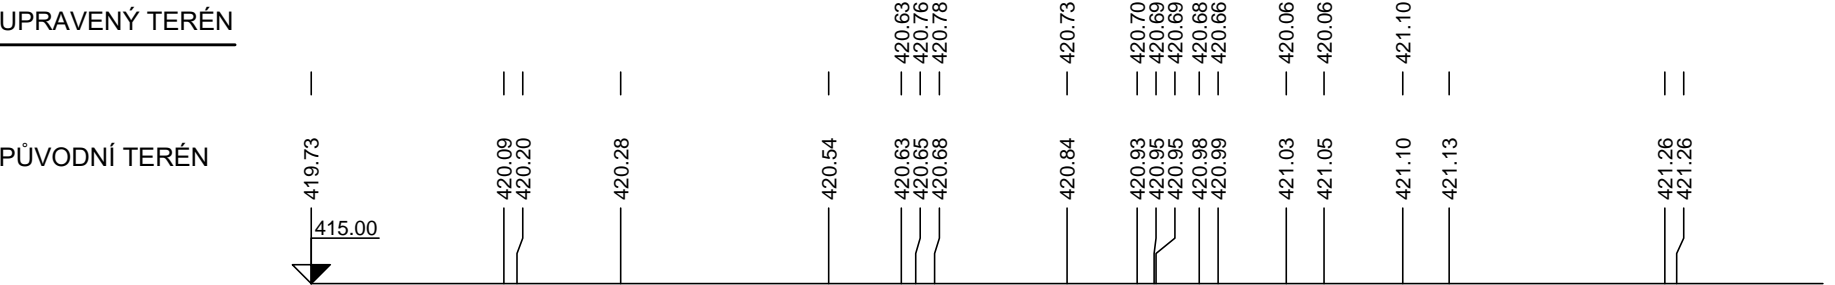 UPRAVENÝ TERÉN
420.63 420.76 420.78 420.73 420.70 420.69 420.69 420.68 420.66 420.06 420.06 421.10
PŮVODNÍ TERÉN
419.73 420.09 420.20 420.28 420.54 420.63 420.65 420.68 420.84 420.93 420.95 420.95 420.98 420.99 421.03 421.05 421.10 421.13 421.26 421.26
415.00